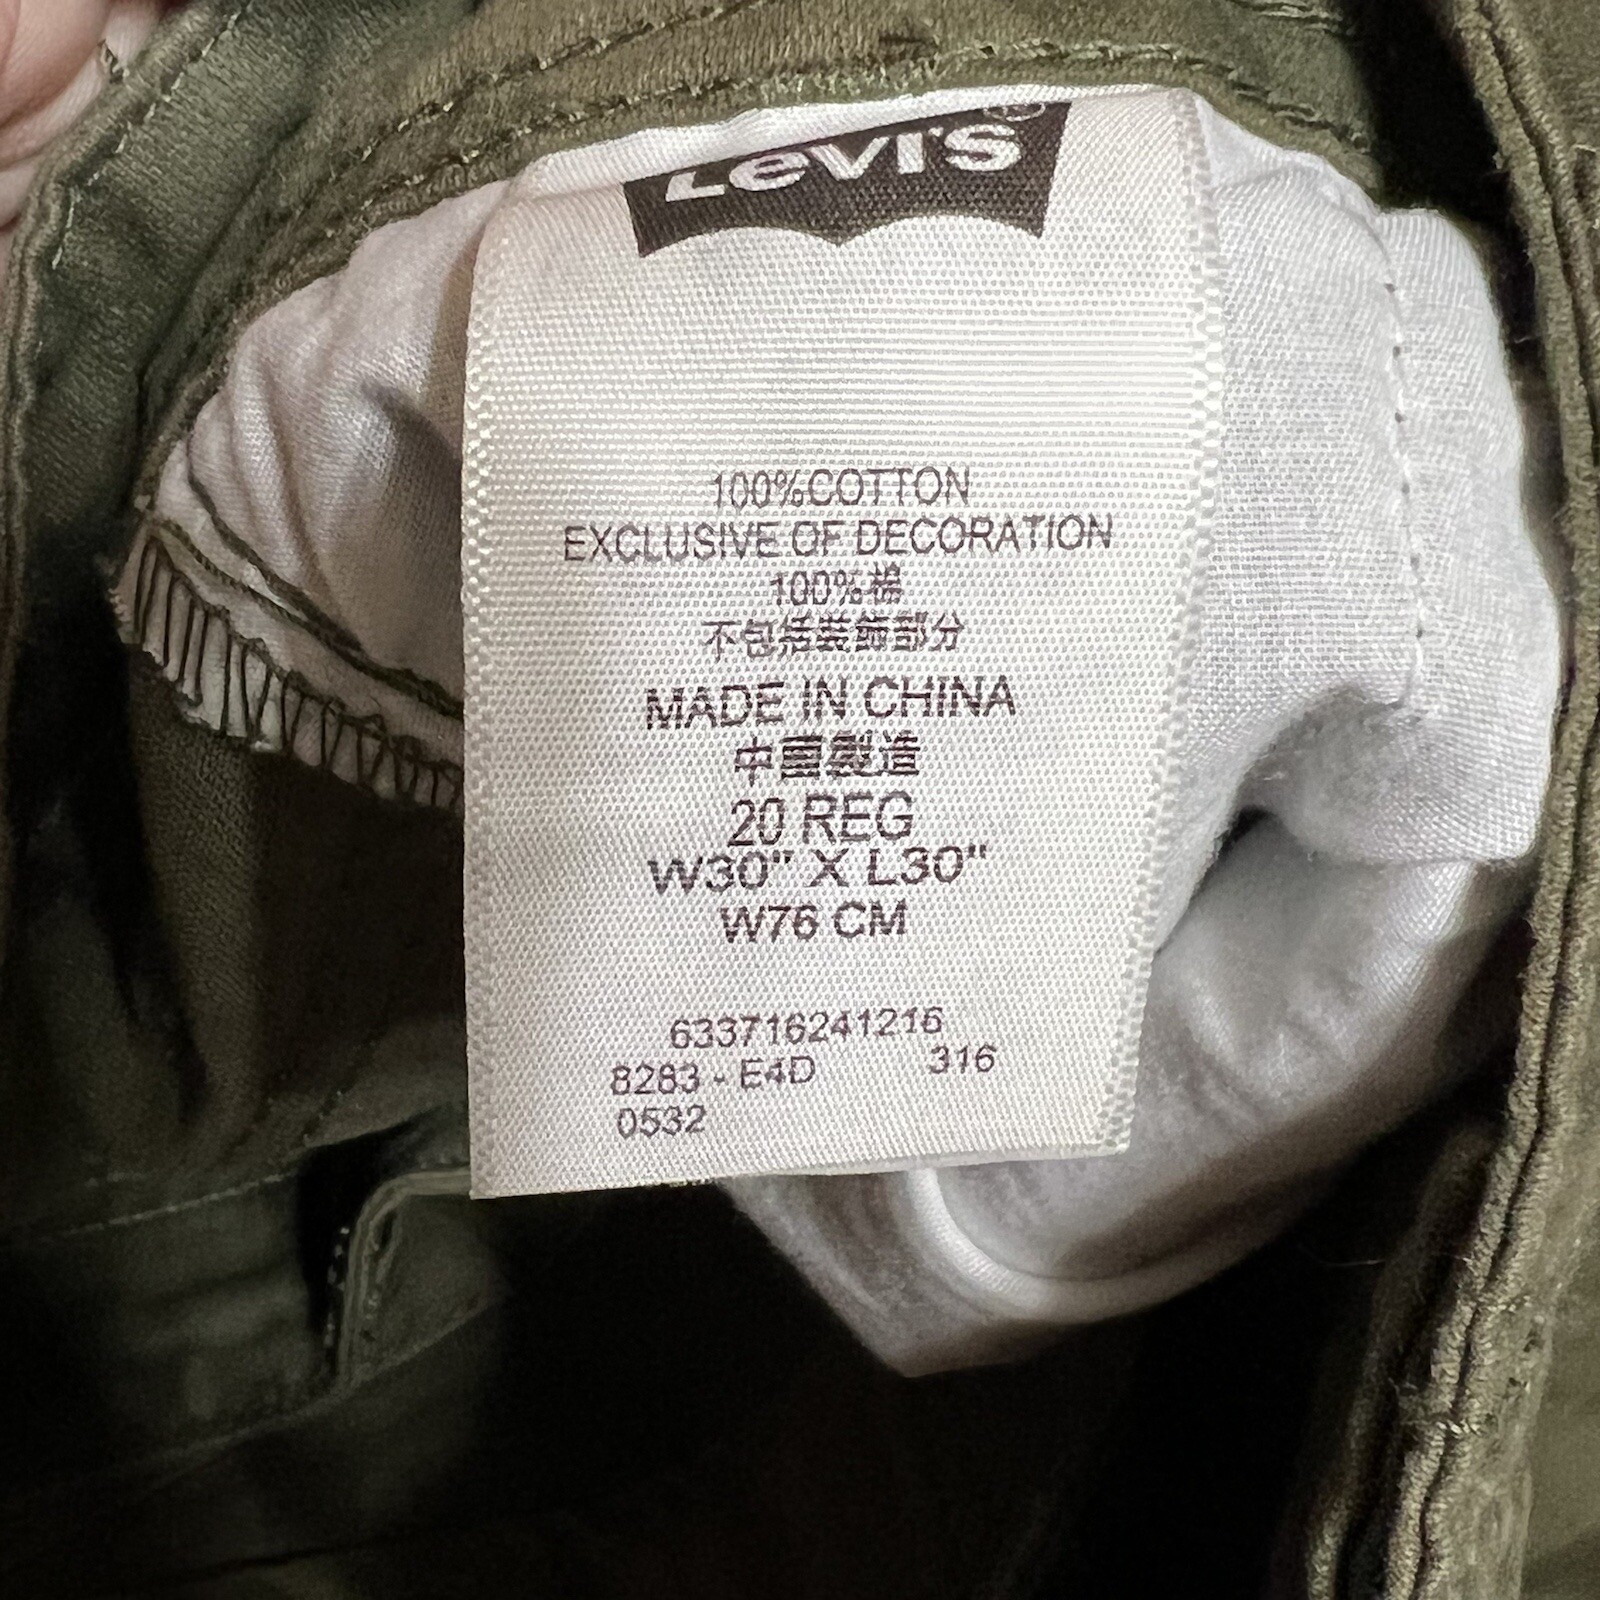 Levi's®
100%COTTON
EXCLUSIVE OF DECORATION
100%棉
不包括装飾部分
MADE IN CHINA
中国製造
20 REG
W30" X L30"
W76 CM
633716241216
8283 - E4D 316
0532